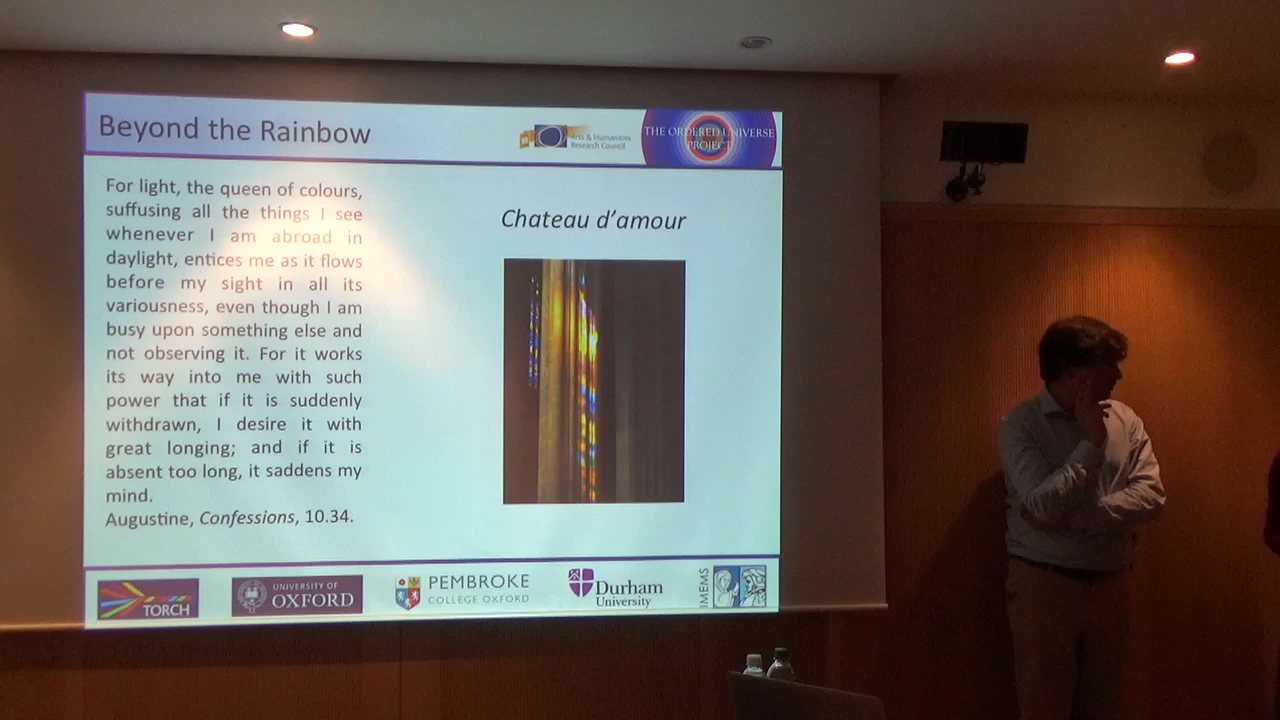 Beyond the Rainbow
Arts & Humanities
Research Council
THE ORDERED UNIVERSE
PROJECT
For light, the queen of colours,
suffusing all the things I see
whenever I am abroad in
daylight, entices me as it flows
before my sight in all its
variousness, even though I am
busy upon something else and
not observing it. For it works
its way into me with such
power that if it is suddenly
withdrawn, I desire it with
great longing; and if it is
absent too long, it saddens my
mind.
Augustine, Confessions, 10.34.
Chateau d’amour
TORCH
UNIVERSITY OF
OXFORD
PEMBROKE
COLLEGE OXFORD
Durham
University
IMEMS